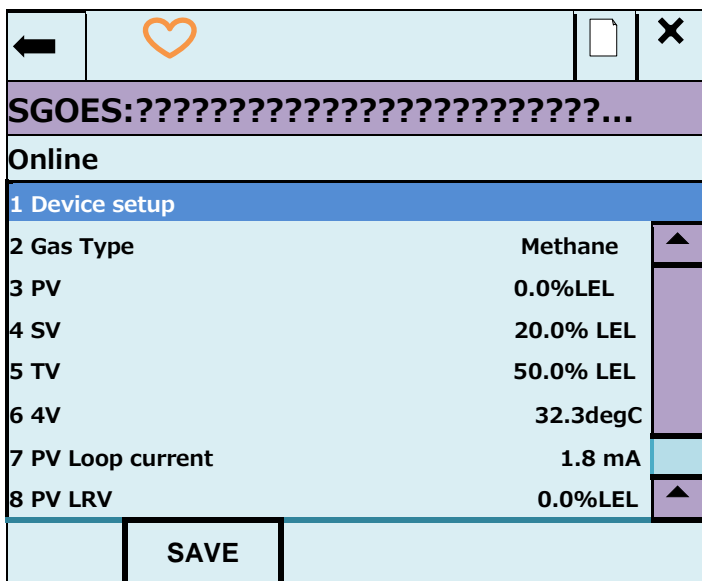 SGOES:?????????????????????????...
Online
1 Device setup
2 Gas Type Methane
3 PV 0.0%LEL
4 SV 20.0% LEL
5 TV 50.0% LEL
6 4V 32.3degC
7 PV Loop current 1.8 mA
8 PV LRV 0.0%LEL
SAVE